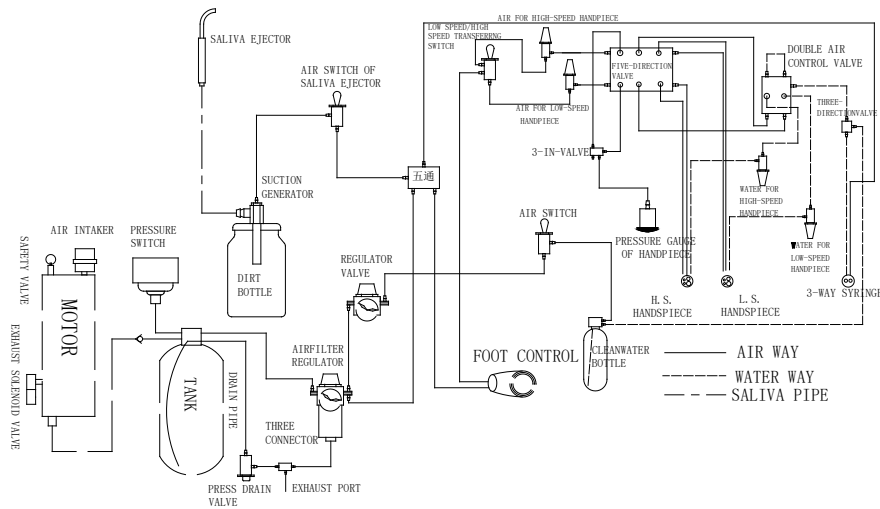 AIR FOR HIGH-SPEED HANDPIECE
LOW SPEED/HIGH
SPEED TRANSFERRNG
SWITCH
SALIVA EJECTOR
AIR SWITCH OF
SALIVA EJECTOR
FIVE-DIRECTION
VALVE
DOUBLE AIR
CONTROL VALVE
AIR FOR LOW-SPEED
HANDPIECE
THREE-
DIRECTIONVALVE
3-IN-VALVE
五通
SUCTION
GENERATOR
WATER FOR
HIGH-SPEED
HANDPIECE
AIR SWITCH
AIR INTAKER
PRESSURE
SWITCH
PRESSURE GAUGE
OF HANDPIECE
WATER FOR
LOW-SPEED
HANDPIECE
SAFETY VALVE
DIRT
BOTTLE
REGULATOR
VALVE
H.S.
HANDSPIECE
L.S.
HANDSPIECE
3-WAY SYRINGE
MOTOR
EXHAUST SOLENOID VALVE
TANK
DRAIN PIPE
AIRFILTER
REGULATOR
FOOT CONTROL
CLEANWATER
BOTTLE
AIR WAY
WATER WAY
SALIVA PIPE
THREE
CONNECTOR
PRESS DRAIN
VALVE
EXHAUST PORT